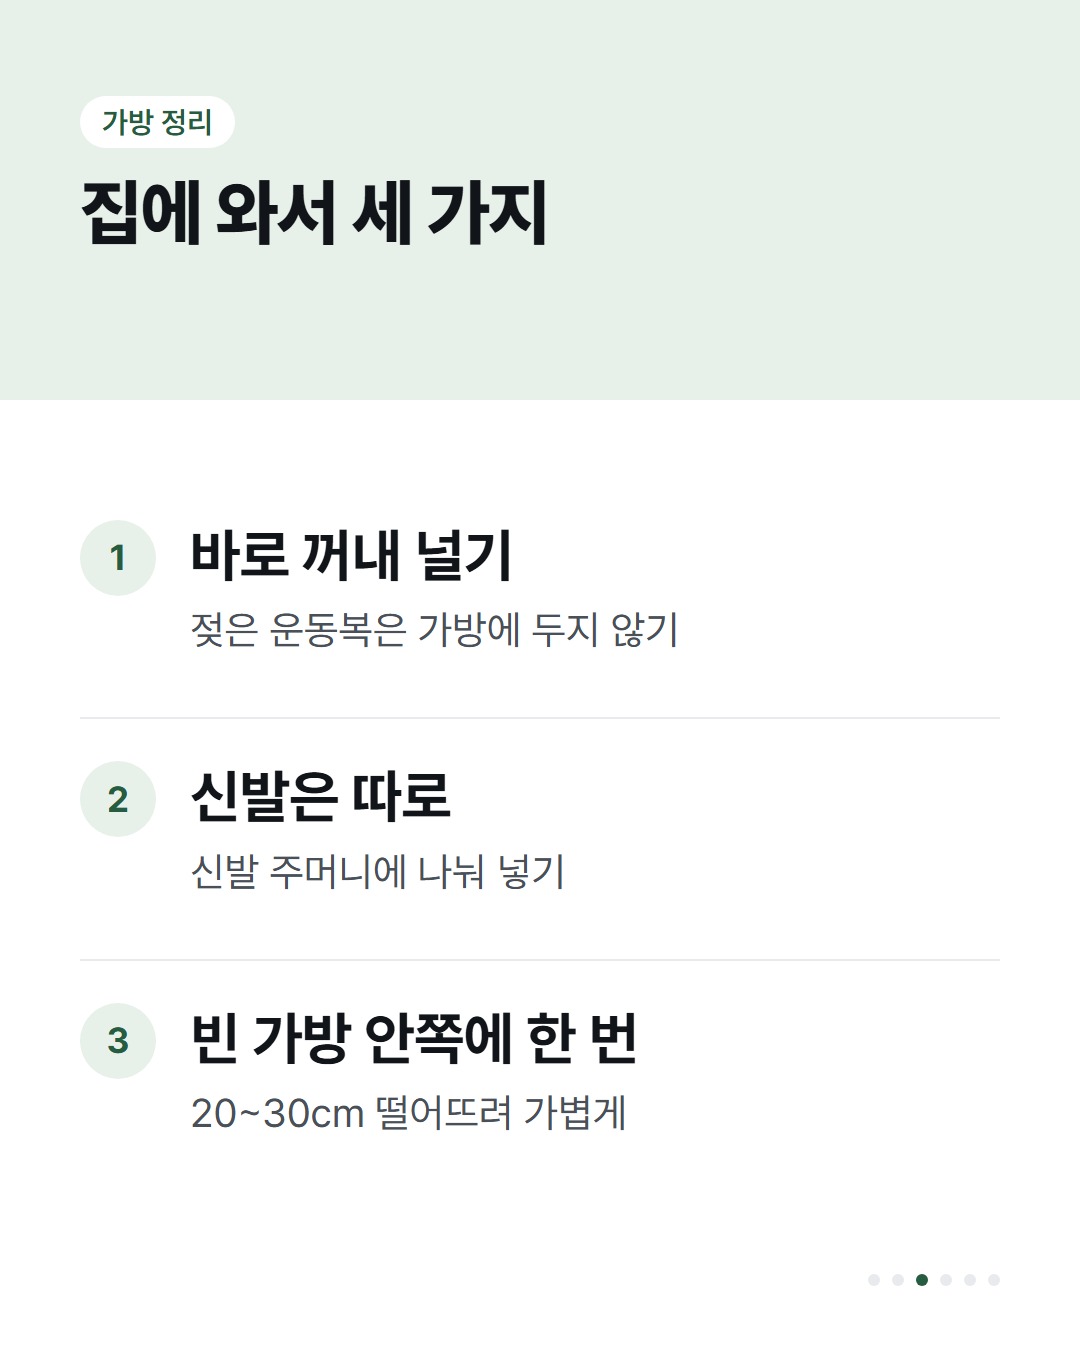 가방 정리
집에 와서 세 가지
1
바로 꺼내 널기
젖은 운동복은 가방에 두지 않기
2
신발은 따로
신발 주머니에 나눠 넣기
3
빈 가방 안쪽에 한 번
20~30cm 떨어뜨려 가볍게